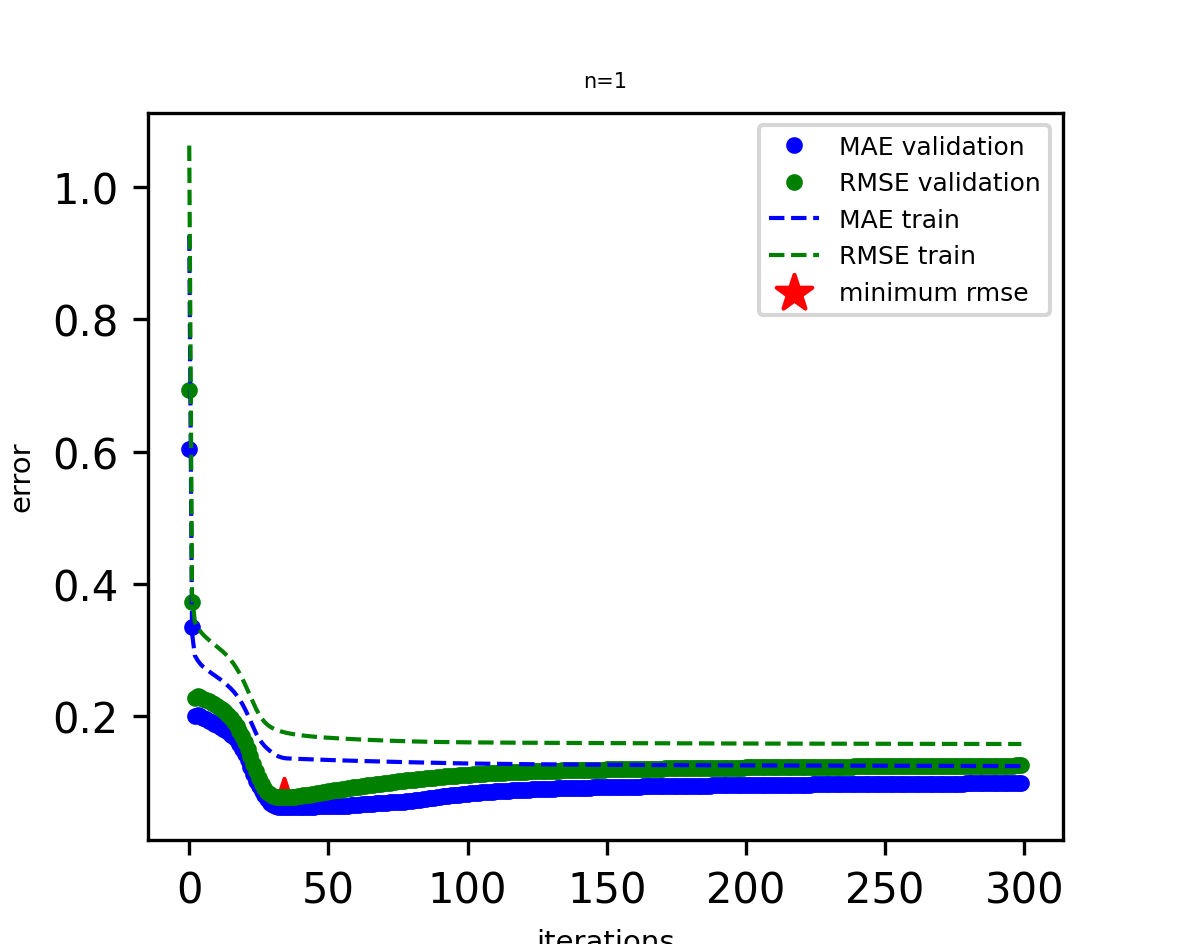 n=1
MAE validation
RMSE validation
MAE train
RMSE train
minimum rmse
1.0
0.8
0.6
0.4
0.2
error
0 50 100 150 200 250 300
iterations